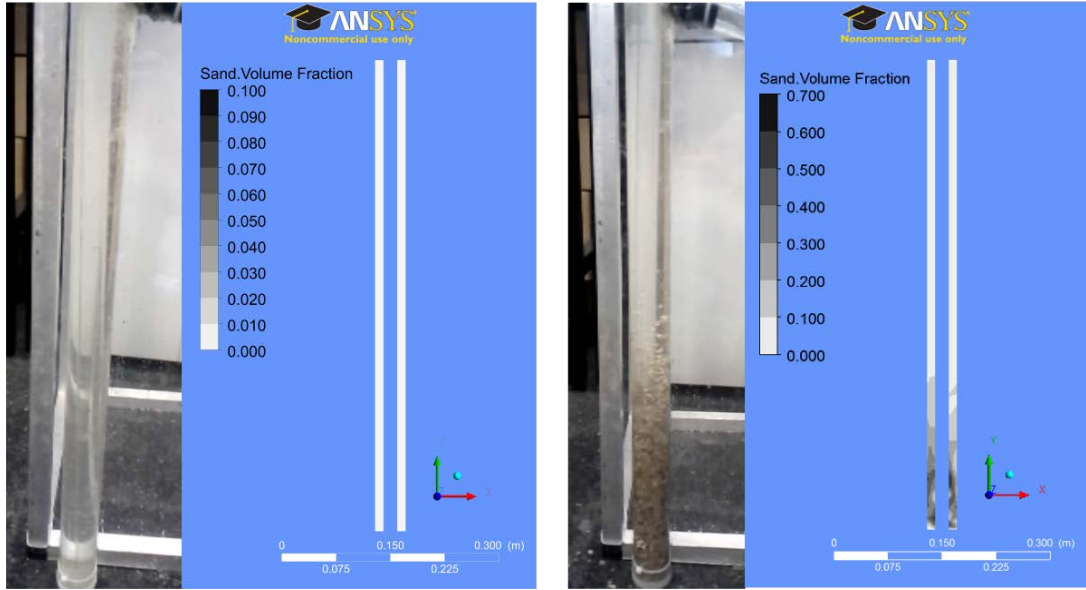 ANSYS
Noncommercial use only
Sand.Volume Fraction
0.100
0.090
0.080
0.070
0.060
0.050
0.040
0.030
0.020
0.010
0.000
X
0 0.150 0.300 (m)
0.075 0.225
ANSYS
Noncommercial use only
Sand.Volume Fraction
0.700
0.600
0.500
0.400
0.300
0.200
0.100
0.000
Y
Z
X
0 0.150 0.300 (m)
0.075 0.225